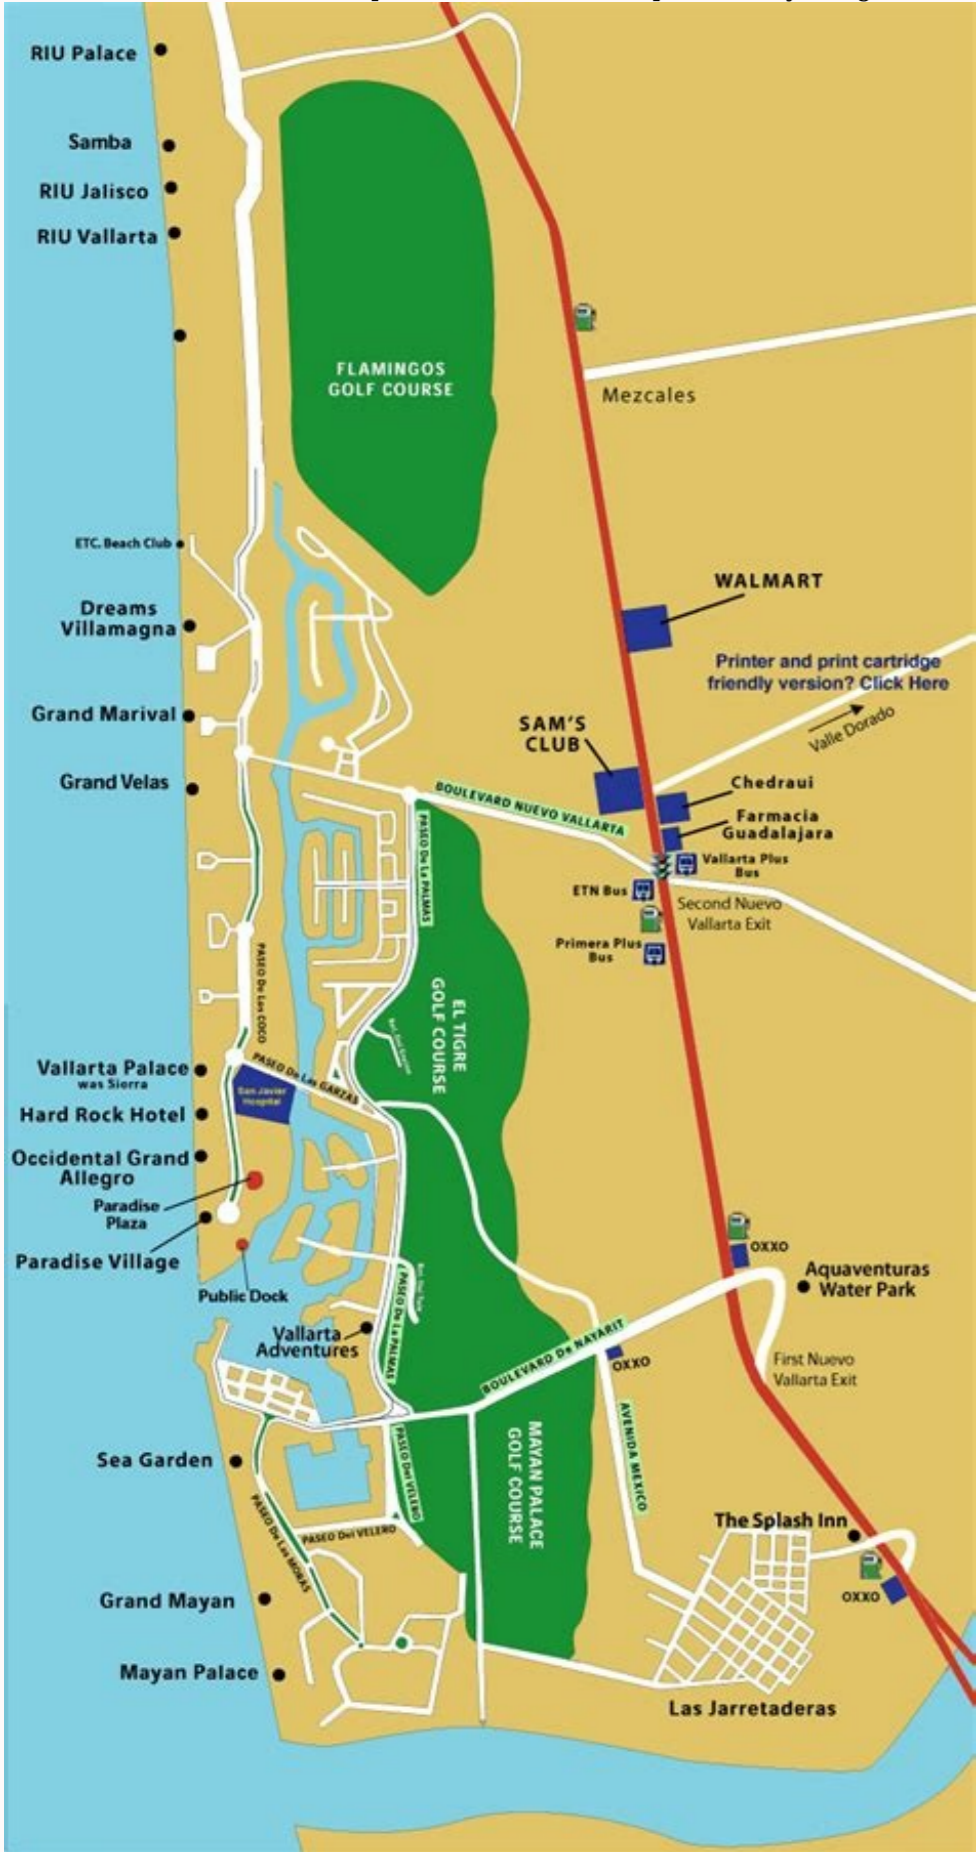 RIU Palace
Samba
RIU Jalisco
RIU Vallarta
FLAMINGOS
GOLF COURSE
Mezcales
ETC. Beach Club
WALMART
Dreams
Villamagna
Printer and print cartridge
friendly version? Click Here
Grand Marival
SAM'S
CLUB
Valle Dorado
Grand Velas
BOULEVARD NUEVO VALLARTA
Chedraui
PASEO De La PALMAS
Farmacia
Guadalajara
Vallarta Plus
Bus
ETN Bus
Second Nuevo
Vallarta Exit
Primera Plus
Bus
PASEO De Los COCO
EL TIGRE
GOLF COURSE
Vallarta Palace
was Sierra
PASEO De Las GARZAS
San Javier
Hospital
Hard Rock Hotel
Occidental Grand
Allegro
Paradise
Plaza
Paradise Village
OXXO
Aquaventuras
Water Park
Public Dock
PASEO De La PALMAS
Vallarta
Adventures
BOULEVARD De NAYARIT
OXXO
First Nuevo
Vallarta Exit
AVENIDA MEXICO
MAYAN PALACE
GOLF COURSE
Sea Garden
PASEO Del VELERO
PASEO De Las MORAS
PASEO Del VELERO
The Splash Inn
OXXO
Grand Mayan
Mayan Palace
Las Jarretaderas